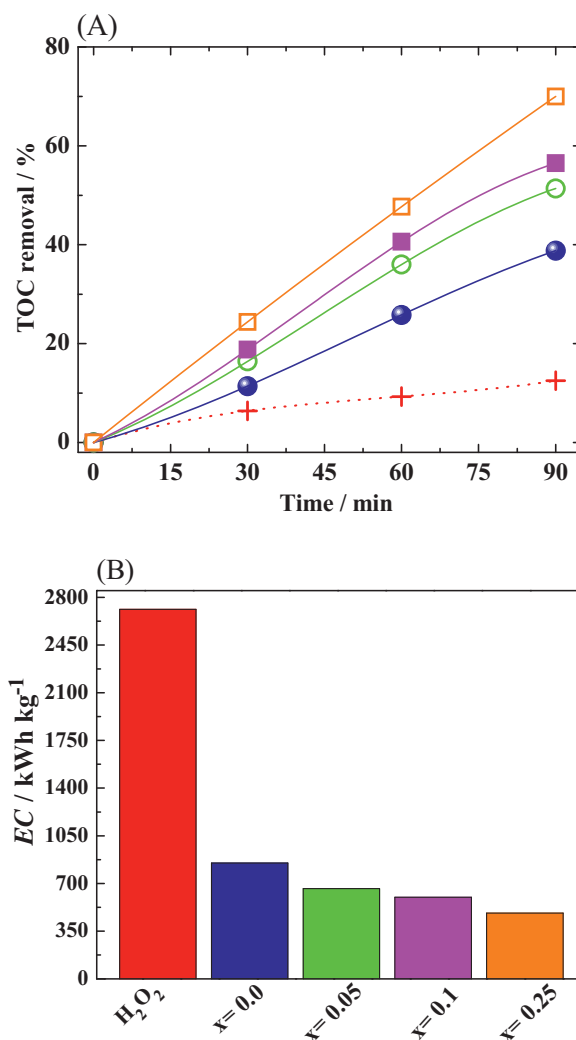 (A)
80
60
40
20
0
TOC removal / %
0 15 30 45 60 75 90
Time / min
(B)
2800
2450
2100
1750
1400
1050
700
350
0
EC / kWh kg⁻¹
H₂O₂ x= 0.0 x= 0.05 x= 0.1 x= 0.25